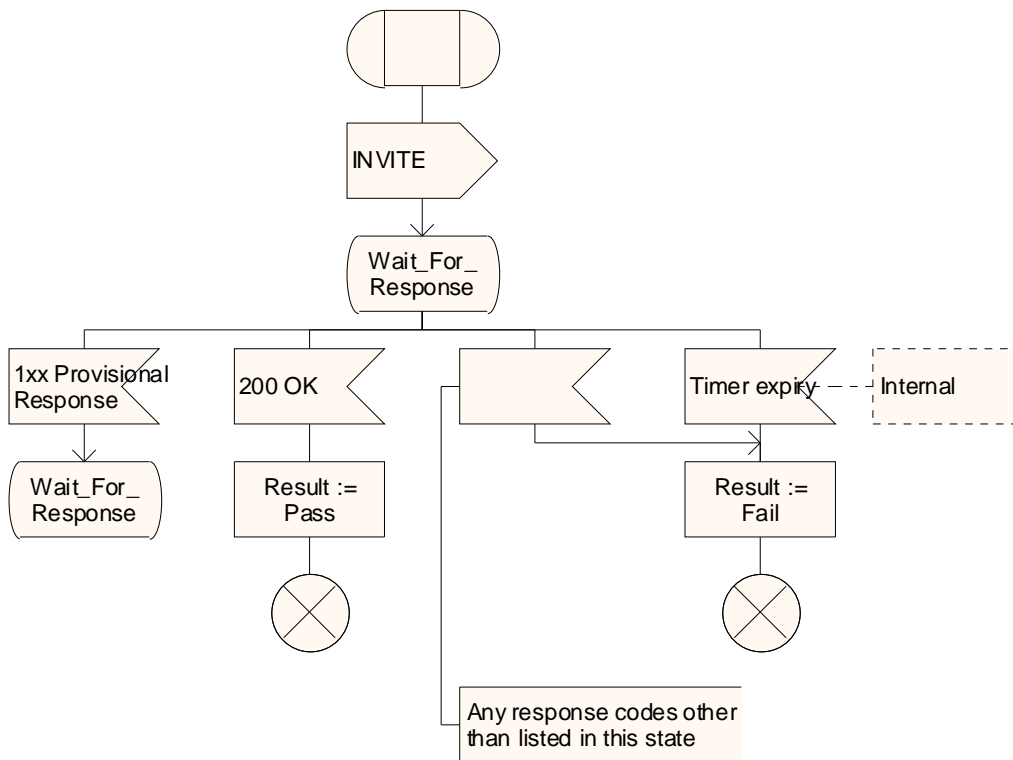 INVITE
Wait_For_
Response
1xx Provisional
Response
200 OK
Timer expiry
Internal
Wait_For_
Response
Result :=
Pass
Result :=
Fail
Any response codes other
than listed in this state